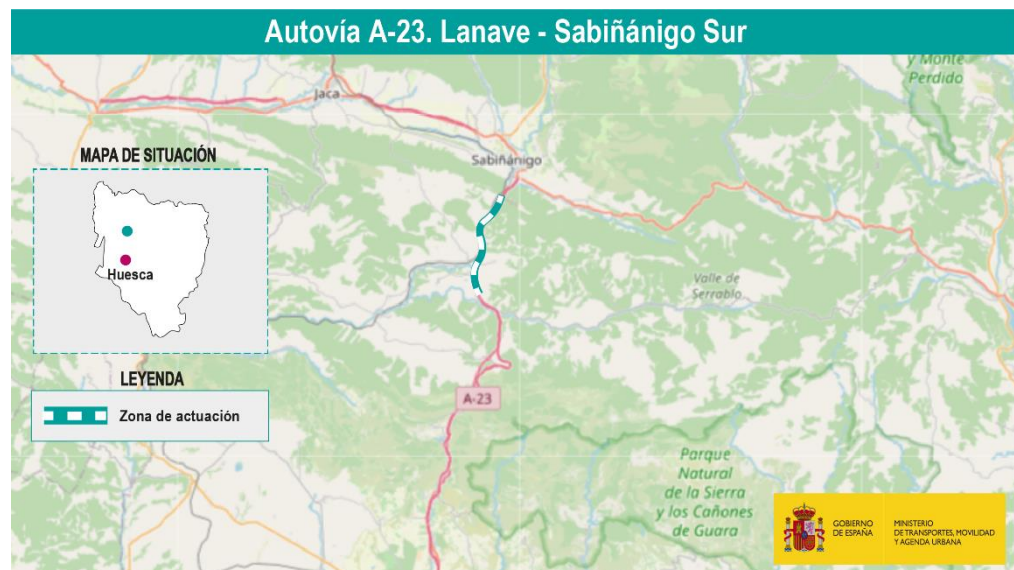 Autovía A-23. Lanave - Sabiñánigo Sur
y Monte
Perdido
Jaca
Sabiñánigo
MAPA DE SITUACIÓN
Huesca
Valle de
Serrablo
LEYENDA
Zona de actuación
A-23
Parque
Natural
de la Sierra
y los Cañones
de Guara
GOBIERNO
DE ESPAÑA
MINISTERIO
DE TRANSPORTES, MOVILIDAD
Y AGENDA URBANA